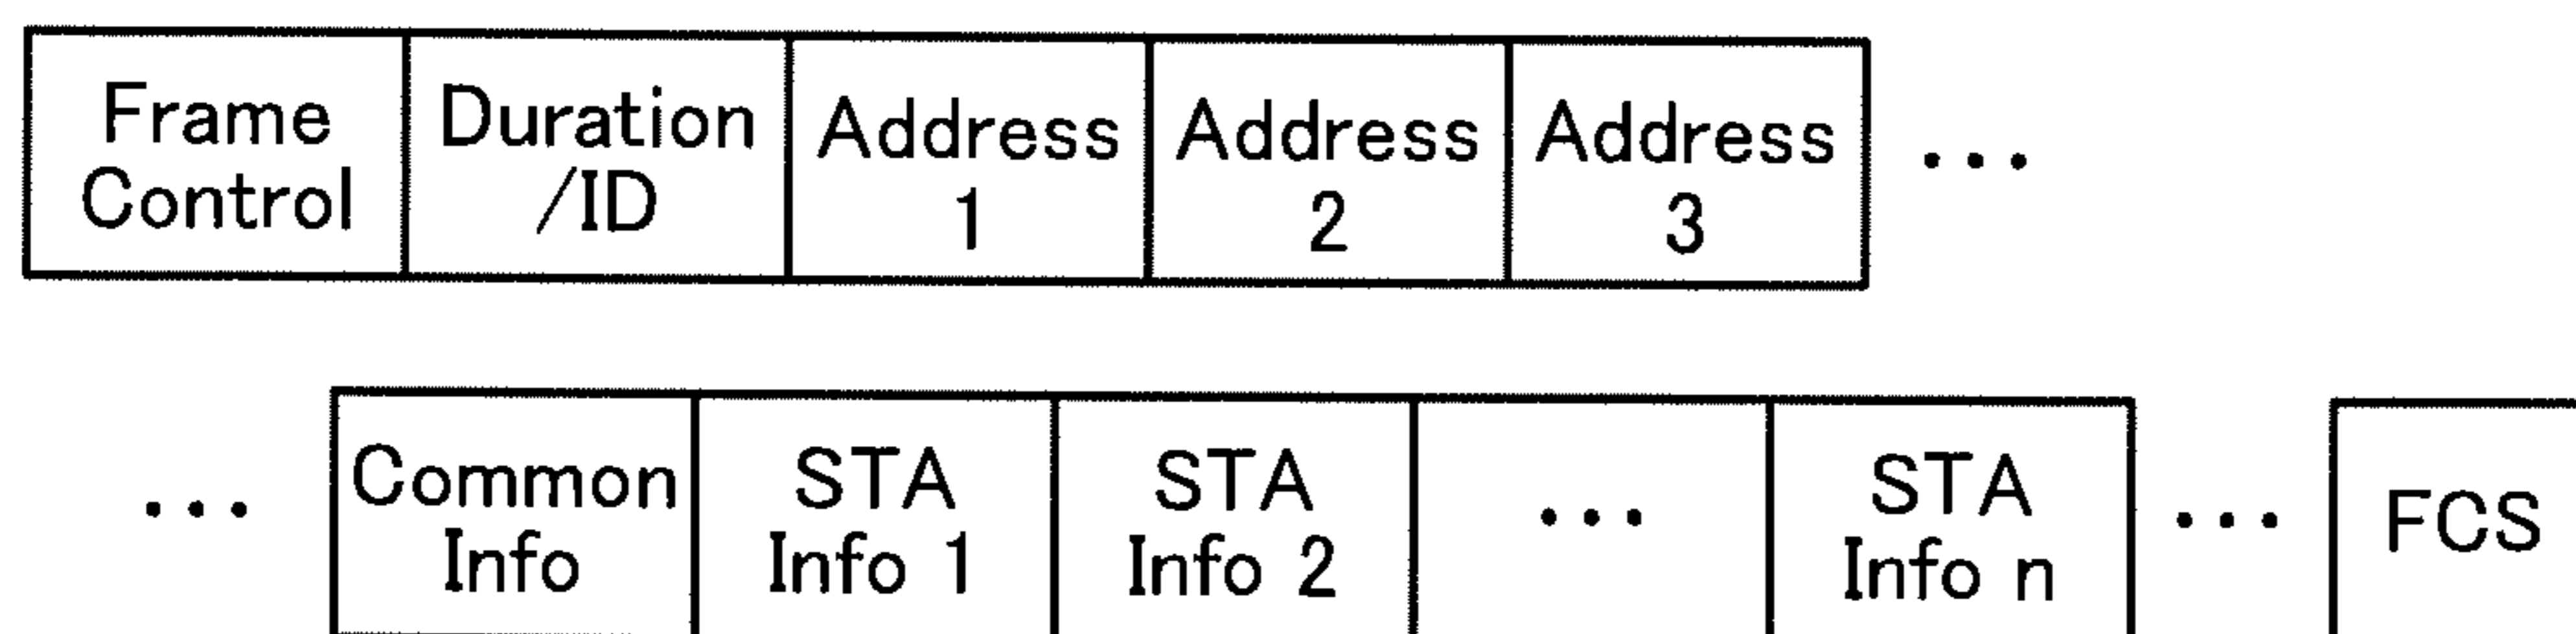 Frame Control
Duration /ID
Address 1
Address 2
Address 3
...
...
Common Info
STA Info 1
STA Info 2
...
STA Info n
...
FCS